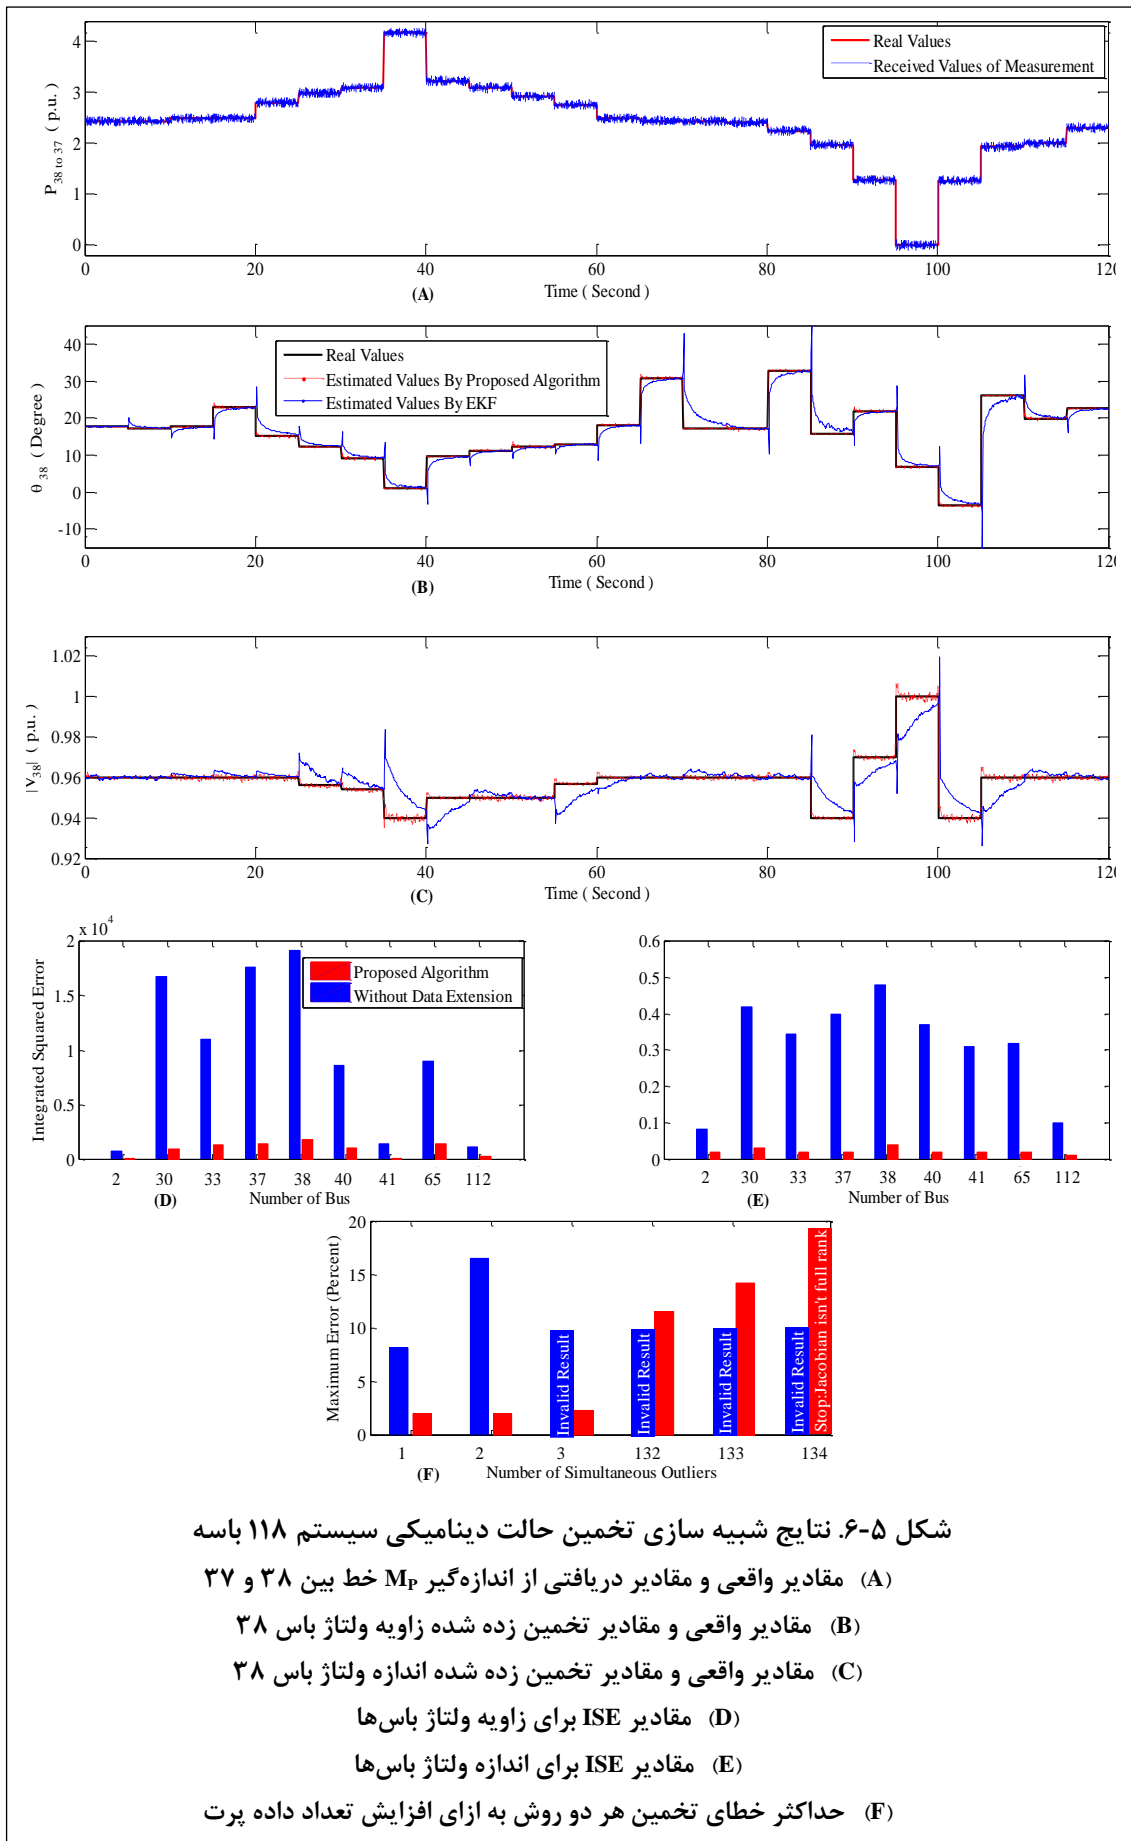 4
3
2
1
0
P38 to 37 ( p.u. )
Real Values
Received Values of Measurement
0 20 40 60 80 100 120
Time ( Second )
(A)
40
30
20
10
0
-10
θ 38 ( Degree )
Real Values
Estimated Values By Proposed Algorithm
Estimated Values By EKF
0 20 40 60 80 100 120
Time ( Second )
(B)
1.02
1
0.98
0.96
0.94
0.92
|V38| ( p.u. )
0 20 40 60 80 100 120
Time ( Second )
(C)
x 10^4
2
1.5
1
0.5
0
Integrated Squared Error
Proposed Algorithm
Without Data Extension
2 30 33 37 38 40 41 65 112
Number of Bus
(D)
0.6
0.5
0.4
0.3
0.2
0.1
0
2 30 33 37 38 40 41 65 112
Number of Bus
(E)
20
15
10
5
0
Maximum Error (Percent)
Invalid Result
Invalid Result
Invalid Result
Invalid Result
Stop:Jacobian isn't full rank
1 2 3 132 133 134
Number of Simultaneous Outliers
(F)
شکل ۵-۶. نتایج شبیه سازی تخمین حالت دینامیکی سیستم ۱۱۸ باسه
(A) مقادیر واقعی و مقادیر دریافتی از اندازه‌گیر MP خط بین ۳۸ و ۳۷
(B) مقادیر واقعی و مقادیر تخمین زده شده زاویه ولتاژ باس ۳۸
(C) مقادیر واقعی و مقادیر تخمین زده شده اندازه ولتاژ باس ۳۸
(D) مقادیر ISE برای زاویه ولتاژ باس‌ها
(E) مقادیر ISE برای اندازه ولتاژ باس‌ها
(F) حداکثر خطای تخمین هر دو روش به ازای افزایش تعداد داده پرت